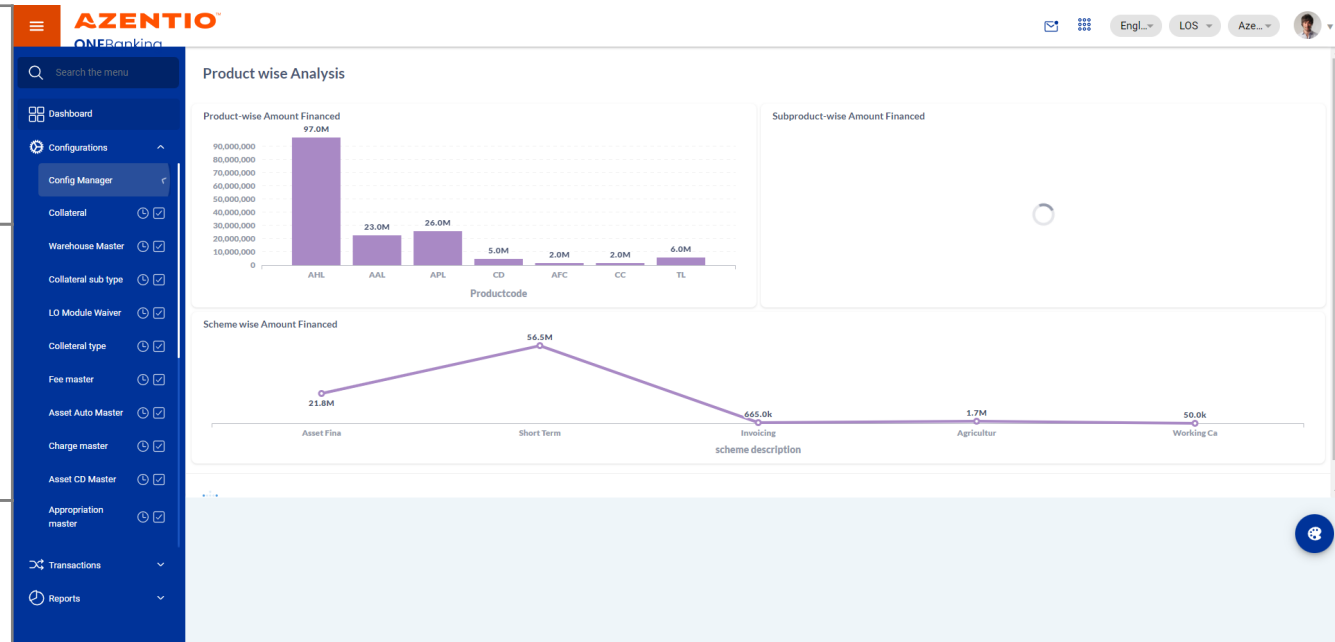 AZENTIO
ONEBanking
Engl...
LOS
Aze...
Search the menu
Dashboard
Configurations
Config Manager
Collateral
Warehouse Master
Collateral sub type
LO Module Waiver
Colleteral type
Fee master
Asset Auto Master
Charge master
Asset CD Master
Appropriation
master
Transactions
Reports
Product wise Analysis
Product-wise Amount Financed
97.0M
90,000,000
80,000,000
70,000,000
60,000,000
50,000,000
40,000,000
30,000,000
20,000,000
10,000,000
0
23.0M
26.0M
5.0M
2.0M
2.0M
6.0M
AHL AAL APL CD AFC CC TL
Productcode
Subproduct-wise Amount Financed
Scheme wise Amount Financed
56.5M
21.8M
665.0k
1.7M
50.0k
Asset Fina Short Term Invoicing Agricultur Working Ca
scheme description